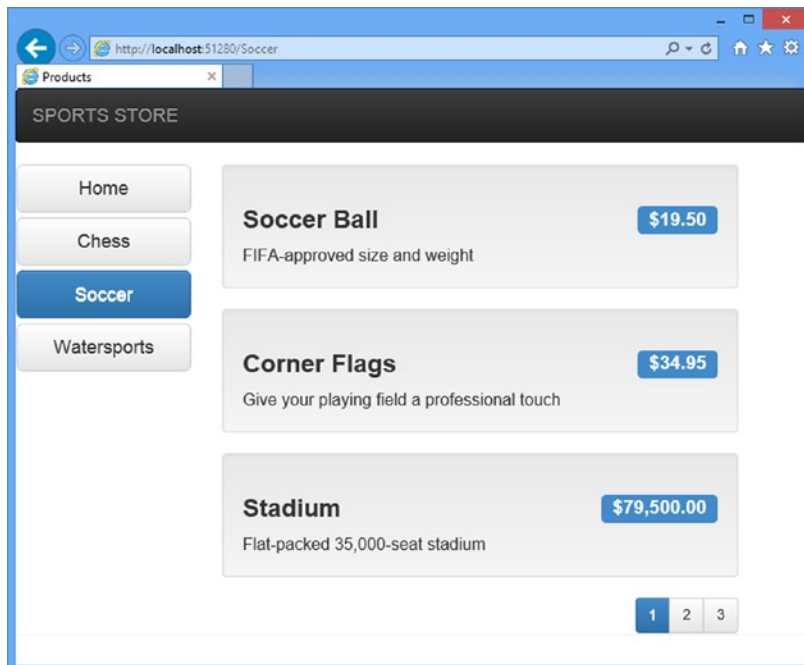 http://localhost:51280/Soccer
Products
SPORTS STORE
Home
Chess
Soccer
Watersports
Soccer Ball
$19.50
FIFA-approved size and weight
Corner Flags
$34.95
Give your playing field a professional touch
Stadium
$79,500.00
Flat-packed 35,000-seat stadium
1 2 3